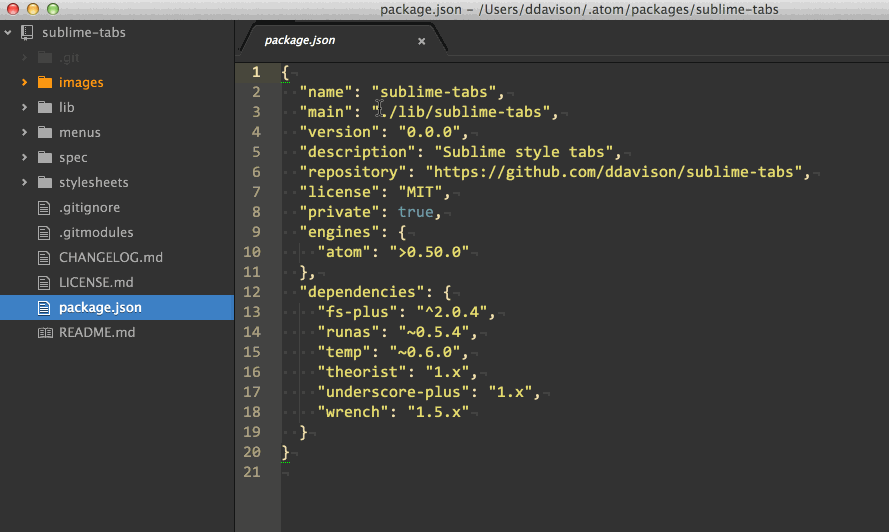 package.json – /Users/ddavison/.atom/packages/sublime-tabs
sublime-tabs
.git
images
lib
menus
spec
stylesheets
.gitignore
.gitmodules
CHANGELOG.md
LICENSE.md
package.json
README.md
package.json ×
1 {
2 "name": "sublime-tabs",
3 "main": "./lib/sublime-tabs",
4 "version": "0.0.0",
5 "description": "Sublime style tabs",
6 "repository": "https://github.com/ddavison/sublime-tabs",
7 "license": "MIT",
8 "private": true,
9 "engines": {
10 "atom": ">0.50.0"
11 },
12 "dependencies": {
13 "fs-plus": "^2.0.4",
14 "runas": "~0.5.4",
15 "temp": "~0.6.0",
16 "theorist": "1.x",
17 "underscore-plus": "1.x",
18 "wrench": "1.5.x"
19 }
20 }
21